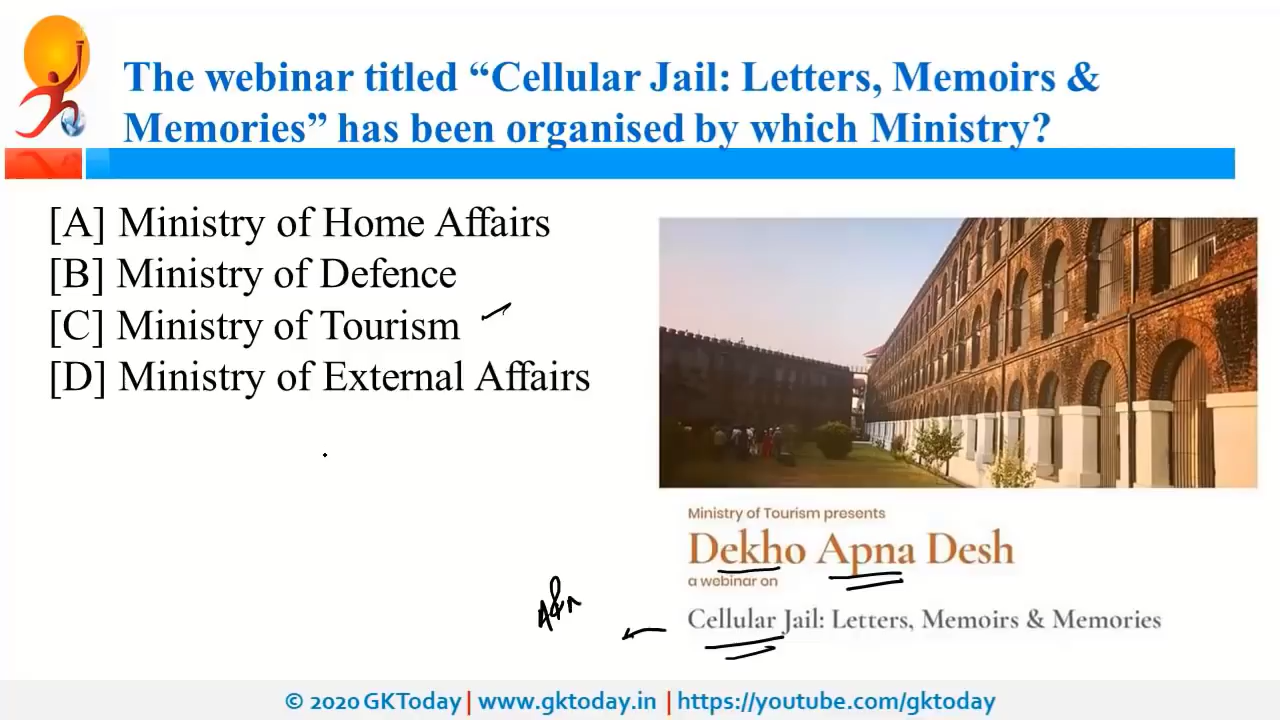 The webinar titled “Cellular Jail: Letters, Memoirs &
Memories” has been organised by which Ministry?
[A] Ministry of Home Affairs
[B] Ministry of Defence
[C] Ministry of Tourism
[D] Ministry of External Affairs
Ministry of Tourism presents
Dekho Apna Desh
a webinar on
Cellular Jail: Letters, Memoirs & Memories
A&N
© 2020 GKToday | www.gktoday.in | https://youtube.com/gktoday